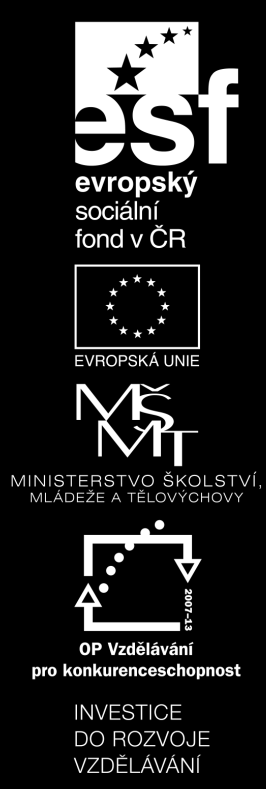 esf
evropský
sociální
fond v ČR
EVROPSKÁ UNIE
MŠ
MT
MINISTERSTVO ŠKOLSTVÍ,
MLÁDEŽE A TĚLOVÝCHOVY
2007-13
OP Vzdělávání
pro konkurenceschopnost
INVESTICE
DO ROZVOJE
VZDĚLÁVÁNÍ